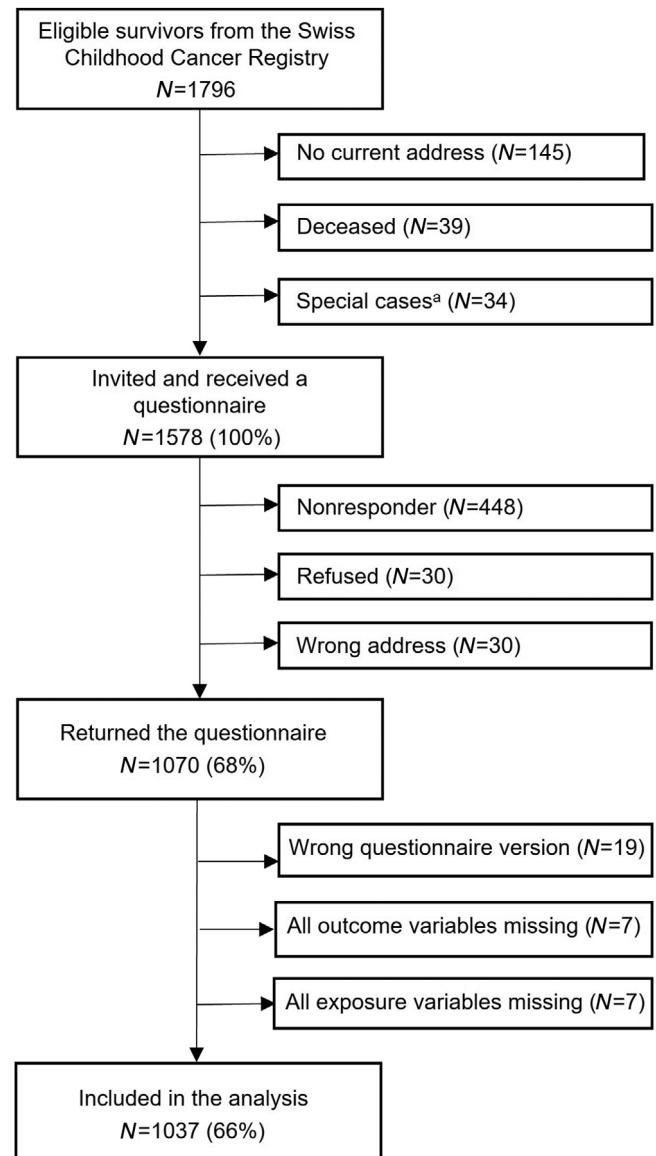 Eligible survivors from the Swiss
Childhood Cancer Registry
N=1796
No current address (N=145)
Deceased (N=39)
Special casesᵃ (N=34)
Invited and received a
questionnaire
N=1578 (100%)
Nonresponder (N=448)
Refused (N=30)
Wrong address (N=30)
Returned the questionnaire
N=1070 (68%)
Wrong questionnaire version (N=19)
All outcome variables missing (N=7)
All exposure variables missing (N=7)
Included in the analysis
N=1037 (66%)